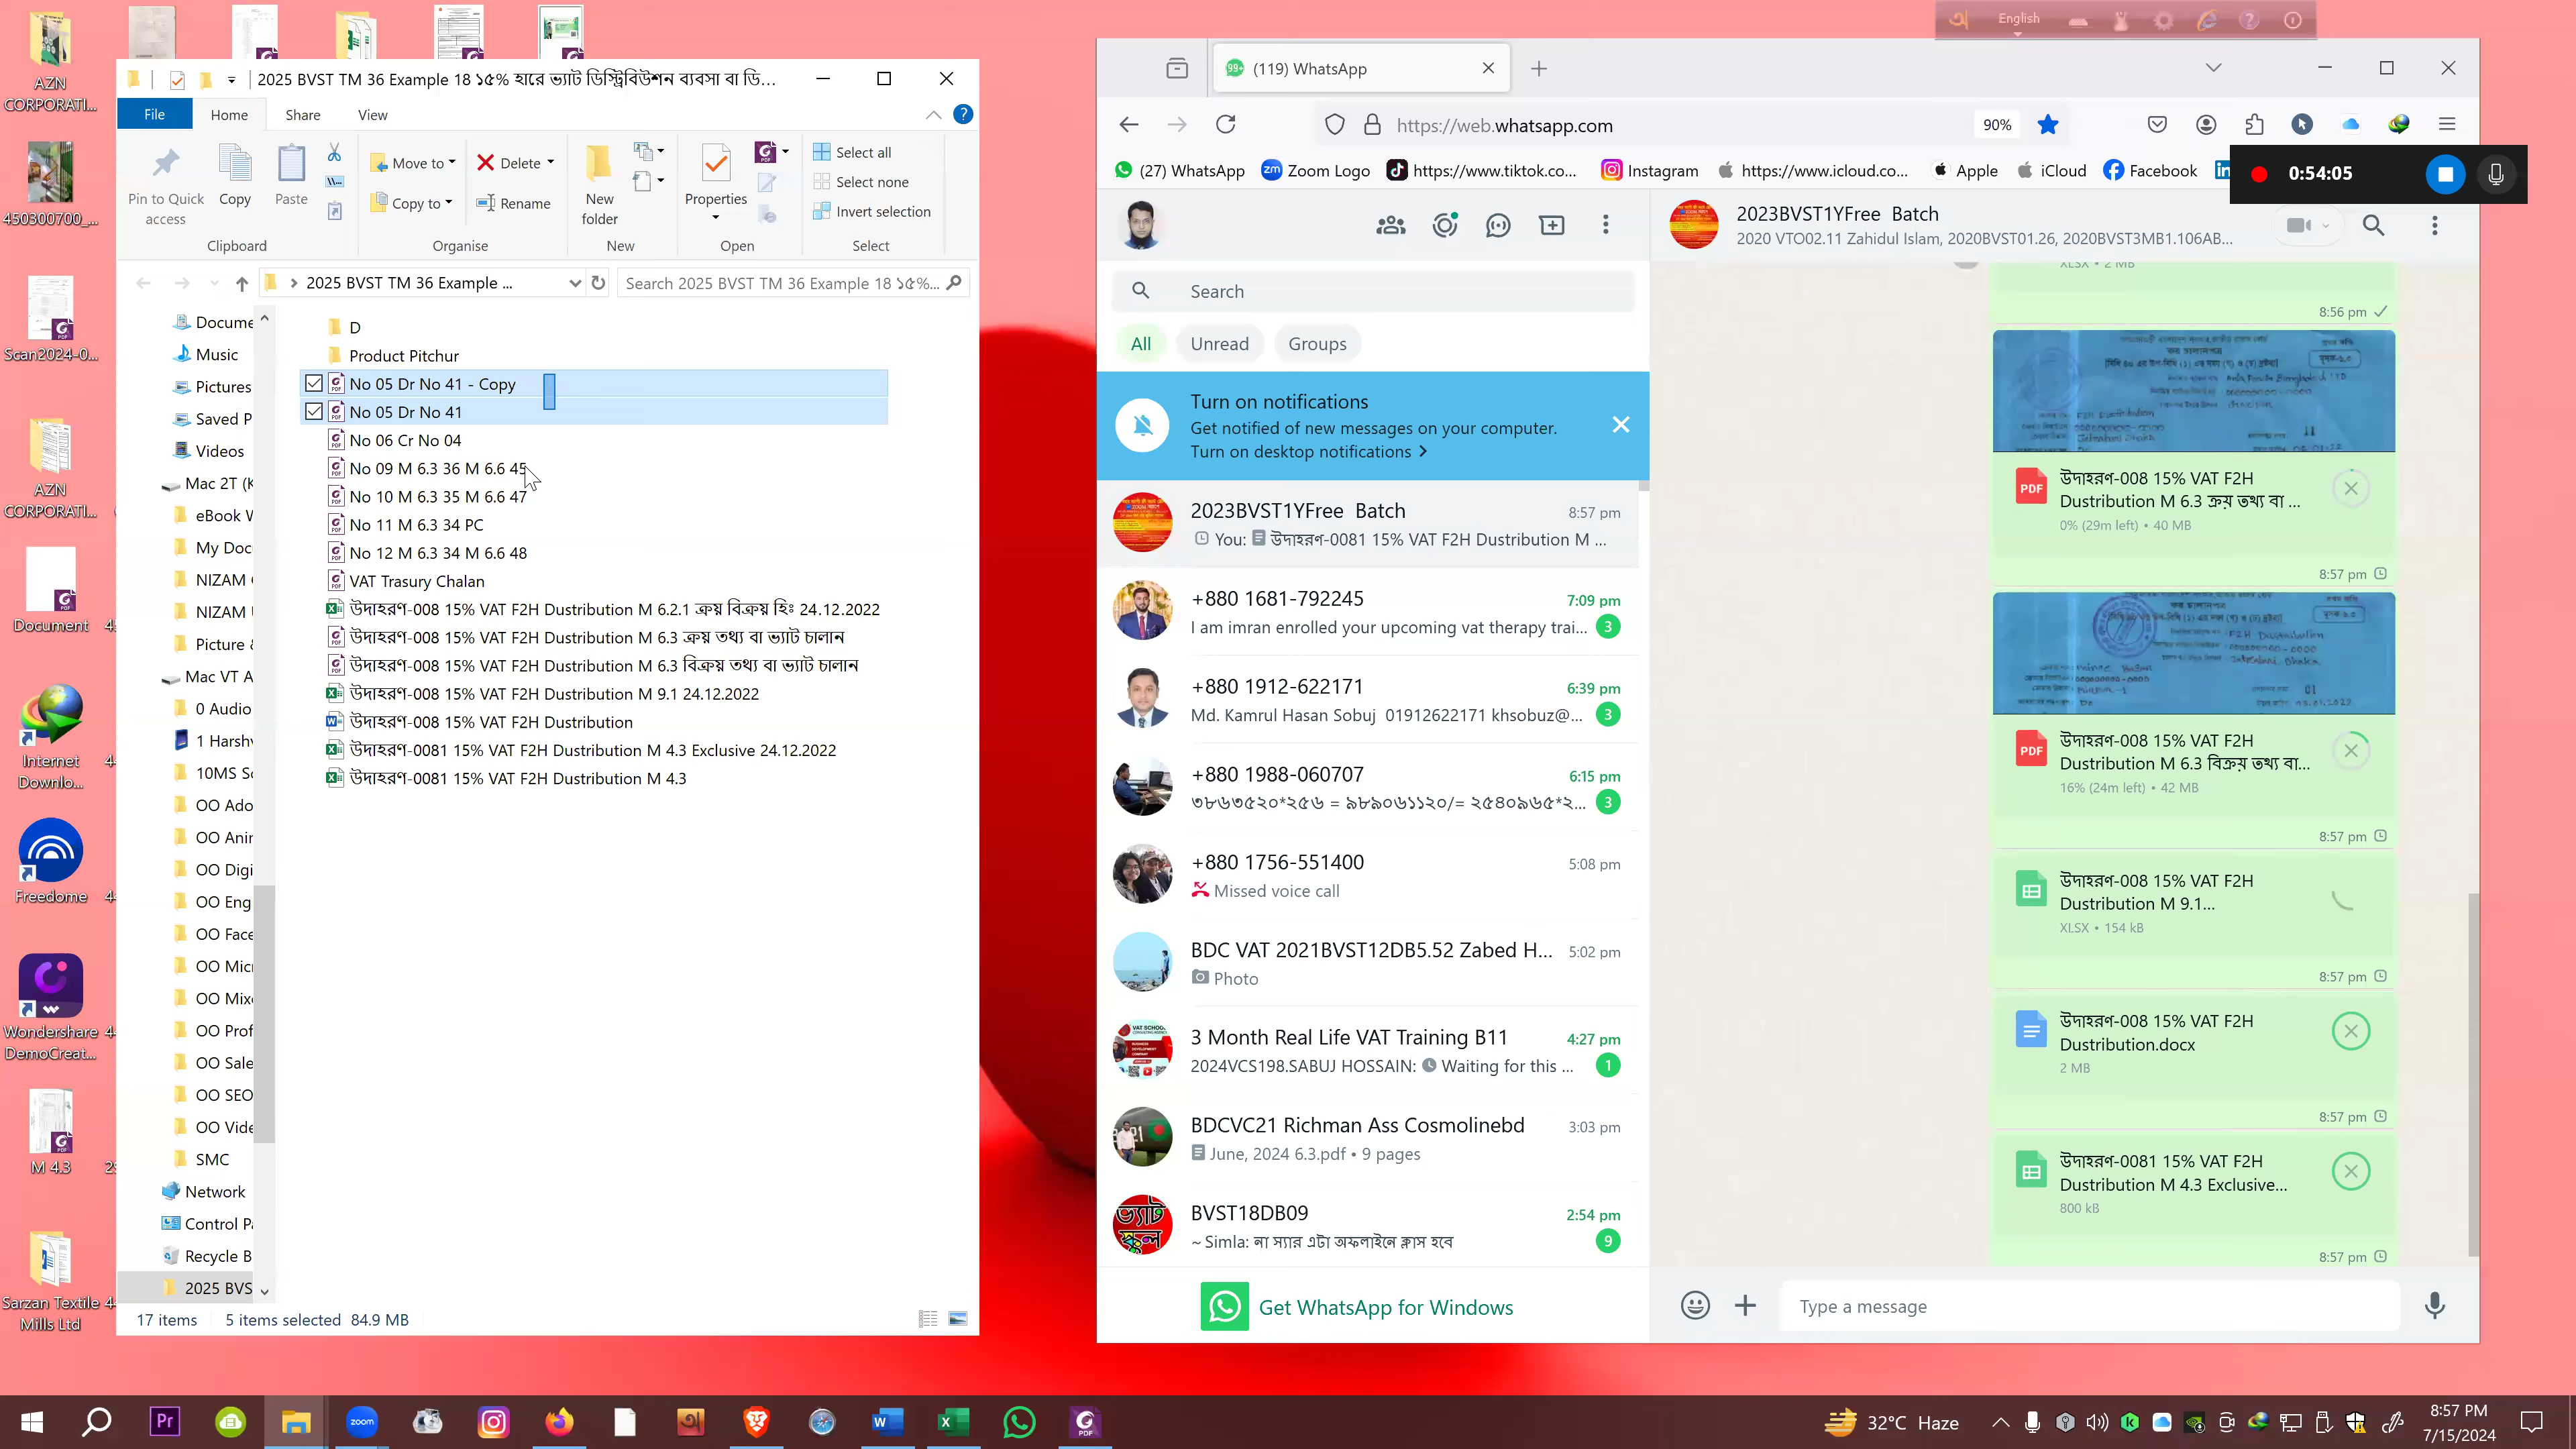 AZN
CORPORATI...
450300700_...
Scan2024-0...
AZN
CORPORATI...
Document
Internet
Downlo...
Freedome
Wondershare
DemoCreat...
M 4.3
Sarzan Textile
Mills Ltd
2025 BVST TM 36 Example 18 ১৫% হারে ভ্যাট ডিস্ট্রিবিউশন ব্যবসা বা ডি...
File
Home
Share
View
Pin to Quick
access
Copy
Paste
Clipboard
Move to
Copy to
Delete
Rename
Organise
New
folder
New
Properties
Open
Select all
Select none
Invert selection
Select
2025 BVST TM 36 Example ...
Search 2025 BVST TM 36 Example 18 ১৫%...
Docume
Music
Pictures
Saved P
Videos
Mac 2T (K
eBook W
My Doc
NIZAM
NIZAM
Picture &
Mac VT A
0 Audio
1 Harshv
10MS S
OO Ado
OO Anir
OO Digi
OO Eng
OO Face
OO Micr
OO Mixe
OO Prof
OO Sale
OO SEO
OO Vide
SMC
Network
Control Pa
Recycle B
2025 BVS
D
Product Pitchur
No 05 Dr No 41 - Copy
No 05 Dr No 41
No 06 Cr No 04
No 09 M 6.3 36 M 6.6 45
No 10 M 6.3 35 M 6.6 47
No 11 M 6.3 34 PC
No 12 M 6.3 34 M 6.6 48
VAT Trasury Chalan
উদাহরণ-008 15% VAT F2H Dustribution M 6.2.1 ক্রয় বিক্রয় হিঃ 24.12.2022
উদাহরণ-008 15% VAT F2H Dustribution M 6.3 ক্রয় তথ্য বা ভ্যাট চালান
উদাহরণ-008 15% VAT F2H Dustribution M 6.3 বিক্রয় তথ্য বা ভ্যাট চালান
উদাহরণ-008 15% VAT F2H Dustribution M 9.1 24.12.2022
উদাহরণ-008 15% VAT F2H Dustribution
উদাহরণ-0081 15% VAT F2H Dustribution M 4.3 Exclusive 24.12.2022
উদাহরণ-0081 15% VAT F2H Dustribution M 4.3
17 items
5 items selected 84.9 MB
English
(119) WhatsApp
https://web.whatsapp.com
90%
(27) WhatsApp
Zoom Logo
https://www.tiktok.co...
Instagram
https://www.icloud.co...
Apple
iCloud
Facebook
0:54:05
Search
All
Unread
Groups
Turn on notifications
Get notified of new messages on your computer.
Turn on desktop notifications
2023BVST1YFree Batch
8:57 pm
You: উদাহরণ-0081 15% VAT F2H Dustribution M ...
+880 1681-792245
7:09 pm
I am imran enrolled your upcoming vat therapy trai...
3
+880 1912-622171
6:39 pm
Md. Kamrul Hasan Sobuj 01912622171 khsobuz@...
3
+880 1988-060707
6:15 pm
৩৮৬৩৫২০*২৫৬ = ৯৮৯০৬১১২০/= ২৫৪০৯৬৫*২...
3
+880 1756-551400
5:08 pm
Missed voice call
BDC VAT 2021BVST12DB5.52 Zabed H...
5:02 pm
Photo
3 Month Real Life VAT Training B11
4:27 pm
2024VCS198.SABUJ HOSSAIN: Waiting for this ...
1
BDCVC21 Richman Ass Cosmolinebd
3:03 pm
June, 2024 6.3.pdf • 9 pages
BVST18DB09
2:54 pm
~ Simla: না স্যার এটা অফলাইনে ক্লাস হবে
9
Get WhatsApp for Windows
2023BVST1YFree Batch
2020 VTO02.11 Zahidul Islam, 2020BVST01.26, 2020BVST3MB1.106AB...
XLSX • 2 MB
8:56 pm
PDF
উদাহরণ-008 15% VAT F2H
Dustribution M 6.3 ক্রয় তথ্য বা ...
0% (29m left) • 40 MB
8:57 pm
PDF
উদাহরণ-008 15% VAT F2H
Dustribution M 6.3 বিক্রয় তথ্য বা...
16% (24m left) • 42 MB
8:57 pm
উদাহরণ-008 15% VAT F2H
Dustribution M 9.1...
XLSX • 154 kB
8:57 pm
উদাহরণ-008 15% VAT F2H
Dustribution.docx
2 MB
8:57 pm
উদাহরণ-0081 15% VAT F2H
Dustribution M 4.3 Exclusive...
800 kB
8:57 pm
Type a message
32°C Haze
8:57 PM
7/15/2024